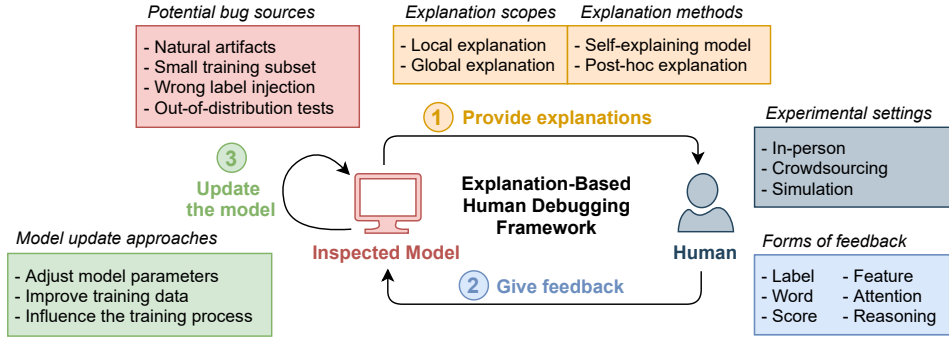 Potential bug sources
- Natural artifacts
- Small training subset
- Wrong label injection
- Out-of-distribution tests
Explanation scopes
- Local explanation
- Global explanation
Explanation methods
- Self-explaining model
- Post-hoc explanation
1 Provide explanations
Experimental settings
- In-person
- Crowdsourcing
- Simulation
3
Update
the model
Explanation-Based
Human Debugging
Framework
Inspected Model
Human
Model update approaches
- Adjust model parameters
- Improve training data
- Influence the training process
2 Give feedback
Forms of feedback
- Label - Feature
- Word - Attention
- Score - Reasoning